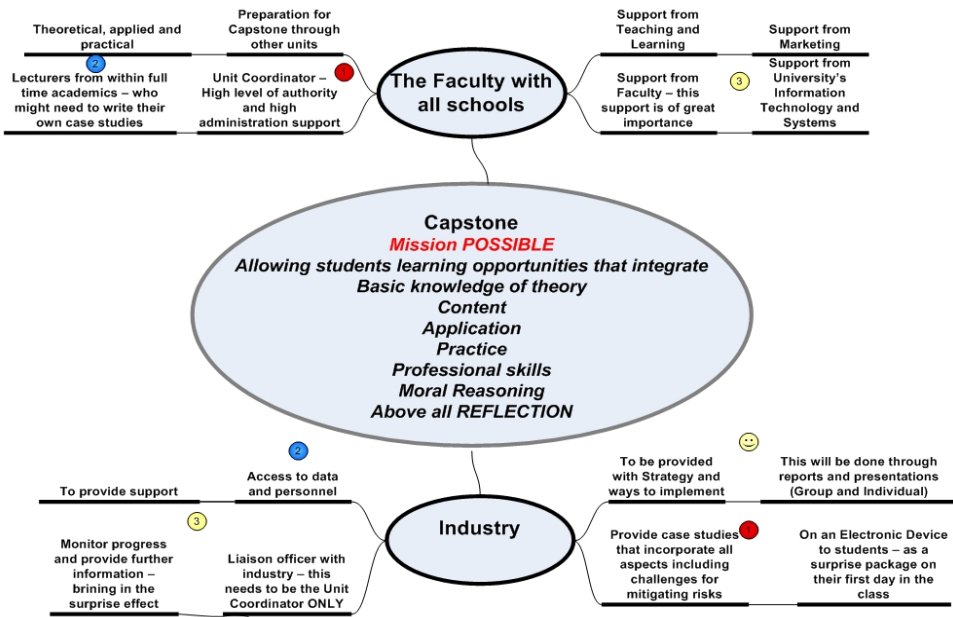 Theoretical, applied and
practical
Preparation for
Capstone through
other units
2
Lecturers from within full
time academics – who
might need to write their
own case studies
1
Unit Coordinator –
High level of authority
and high
administration support
The Faculty with
all schools
Support from
Teaching and
Learning
Support from
Marketing
Support from
Faculty – this
support is of great
importance
3
Support from
University's
Information
Technology and
Systems
Capstone
Mission POSSIBLE
Allowing students learning opportunities that integrate
Basic knowledge of theory
Content
Application
Practice
Professional skills
Moral Reasoning
Above all REFLECTION
2
To provide support
Access to data
and personnel
3
Monitor progress
and provide further
information –
brining in the
surprise effect
Liaison officer with
industry – this
needs to be the Unit
Coordinator ONLY
Industry
To be provided
with Strategy and
ways to implement
This will be done through
reports and presentations
(Group and Individual)
1
Provide case studies
that incorporate all
aspects including
challenges for
mitigating risks
On an Electronic Device
to students – as a
surprise package on
their first day in the
class